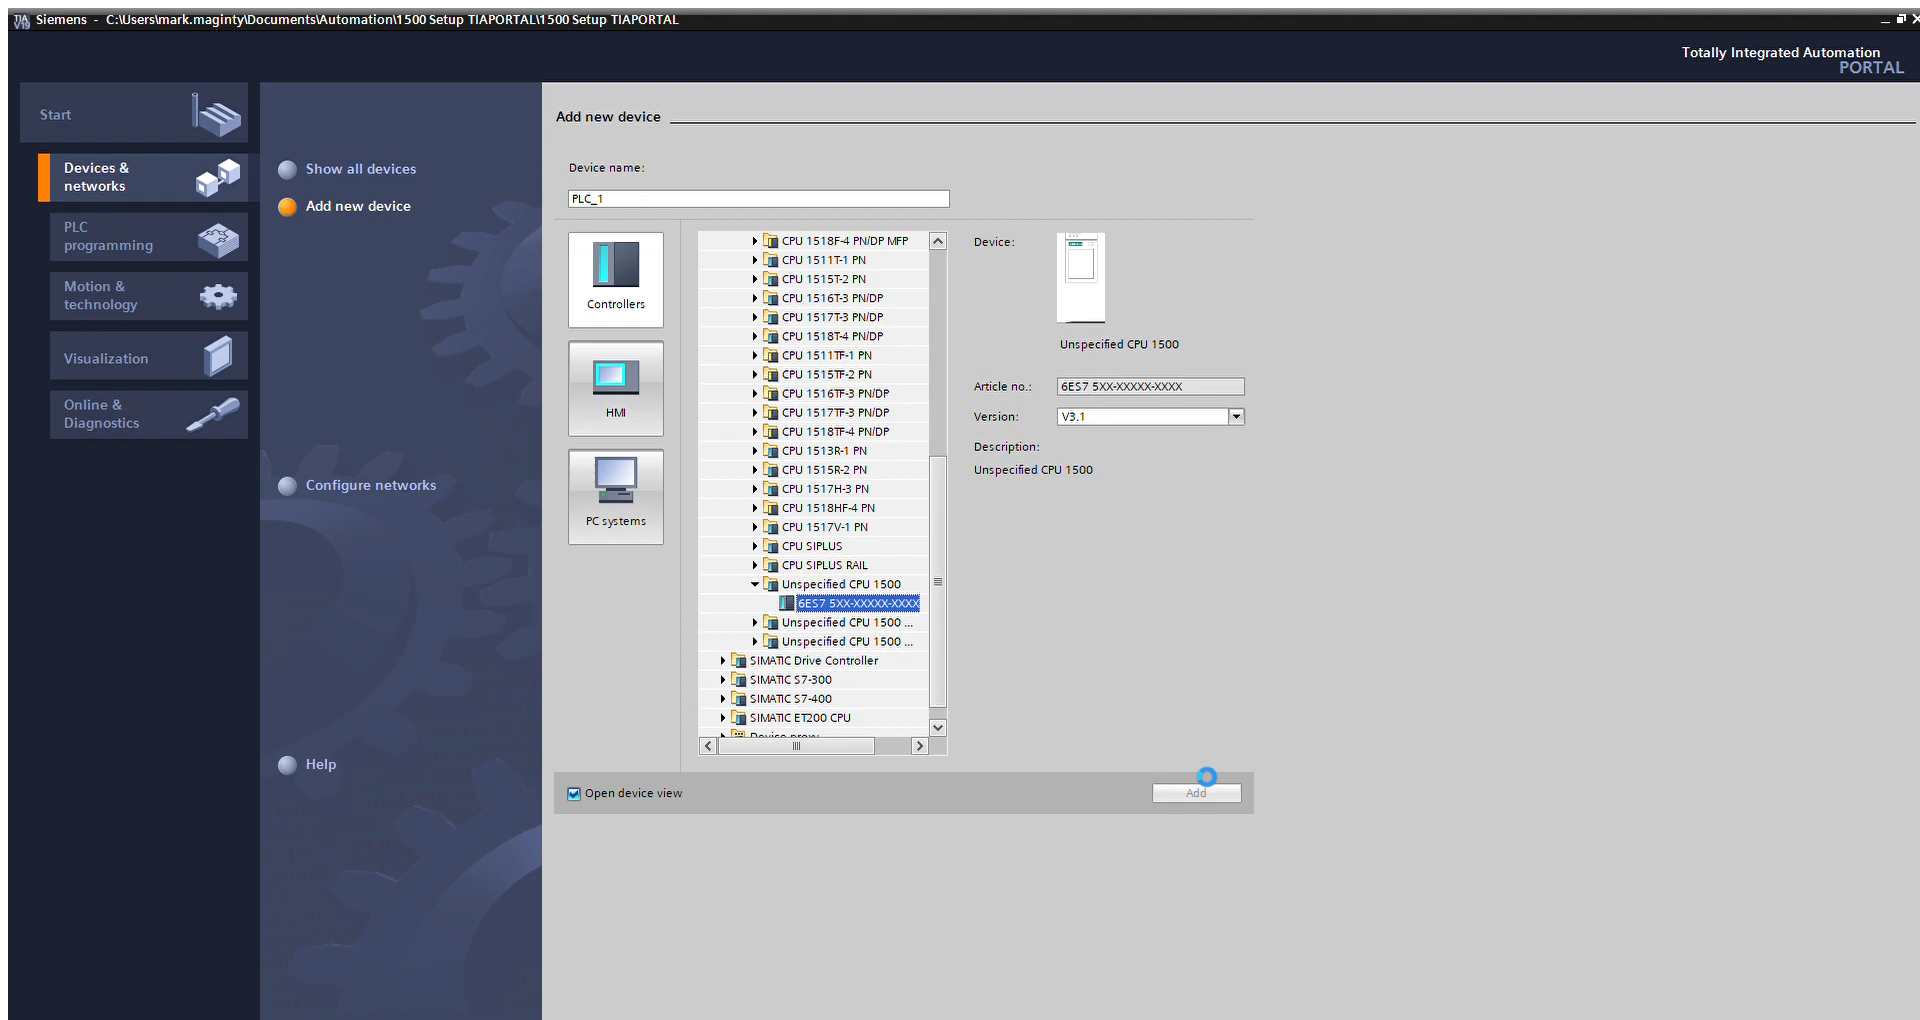 TIA V19 Siemens - C:\Users\mark.maginty\Documents\Automation\1500 Setup TIAPORTAL\1500 Setup TIAPORTAL
Totally Integrated Automation
PORTAL
Start
Devices &
networks
PLC
programming
Motion &
technology
Visualization
Online &
Diagnostics
Show all devices
Add new device
Configure networks
Help
Add new device
Device name:
PLC_1
Controllers
HMI
PC systems
CPU 1518F-4 PN/DP MFP
CPU 1511T-1 PN
CPU 1515T-2 PN
CPU 1516T-3 PN/DP
CPU 1517T-3 PN/DP
CPU 1518T-4 PN/DP
CPU 1511TF-1 PN
CPU 1515TF-2 PN
CPU 1516TF-3 PN/DP
CPU 1517TF-3 PN/DP
CPU 1518TF-4 PN/DP
CPU 1513R-1 PN
CPU 1515R-2 PN
CPU 1517H-3 PN
CPU 1518HF-4 PN
CPU 1517V-1 PN
CPU SIPLUS
CPU SIPLUS RAIL
Unspecified CPU 1500
6ES7 5XX-XXXXX-XXXX
Unspecified CPU 1500 ...
Unspecified CPU 1500 ...
SIMATIC Drive Controller
SIMATIC S7-300
SIMATIC S7-400
SIMATIC ET200 CPU
Device proxy
Device:
Unspecified CPU 1500
Article no.: 6ES7 5XX-XXXXX-XXXX
Version: V3.1
Description:
Unspecified CPU 1500
Open device view
Add